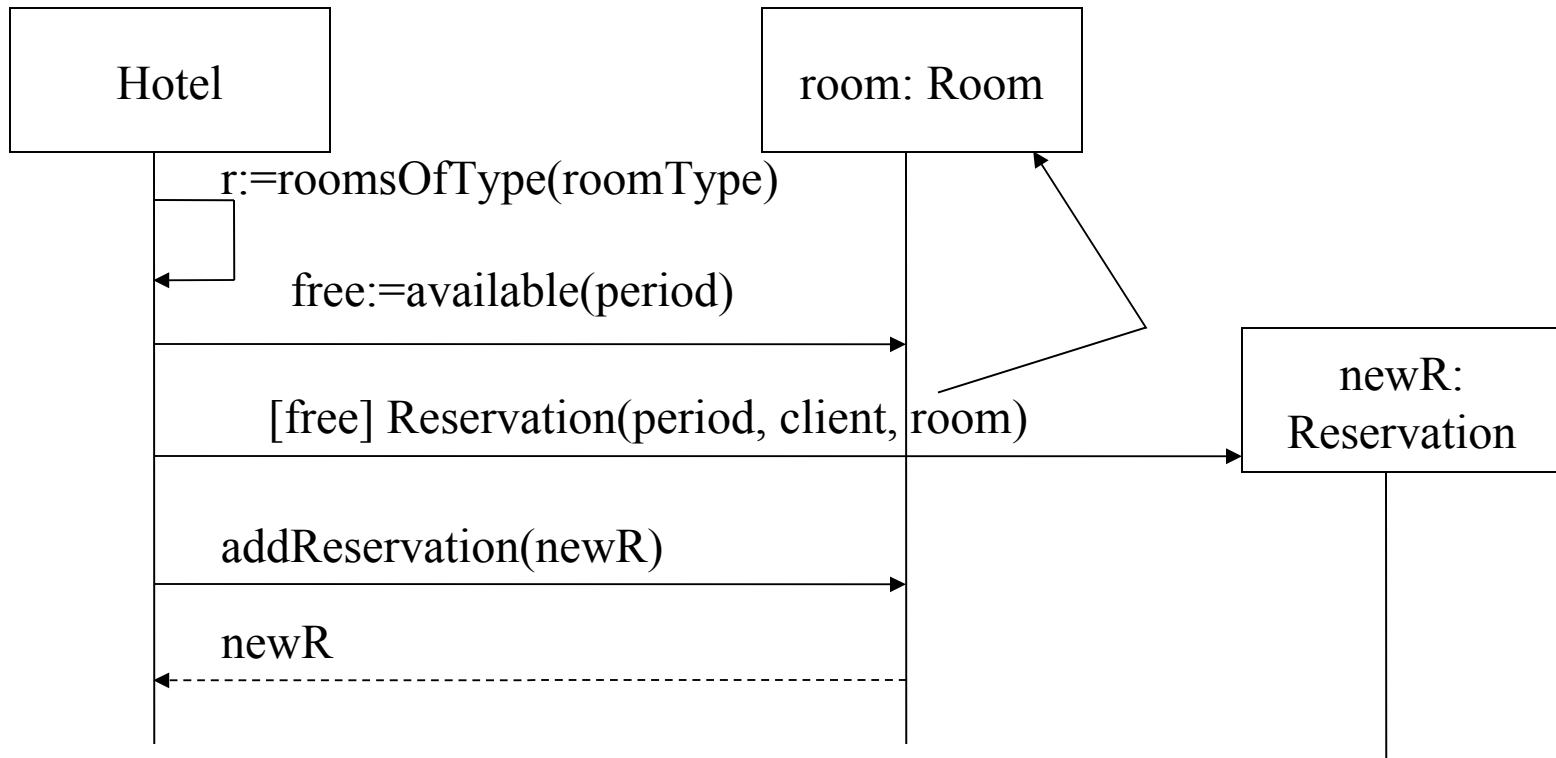 Hotel
room: Room
r:=roomsOfType(roomType)
free:=available(period)
newR:
Reservation
[free] Reservation(period, client, room)
addReservation(newR)
newR